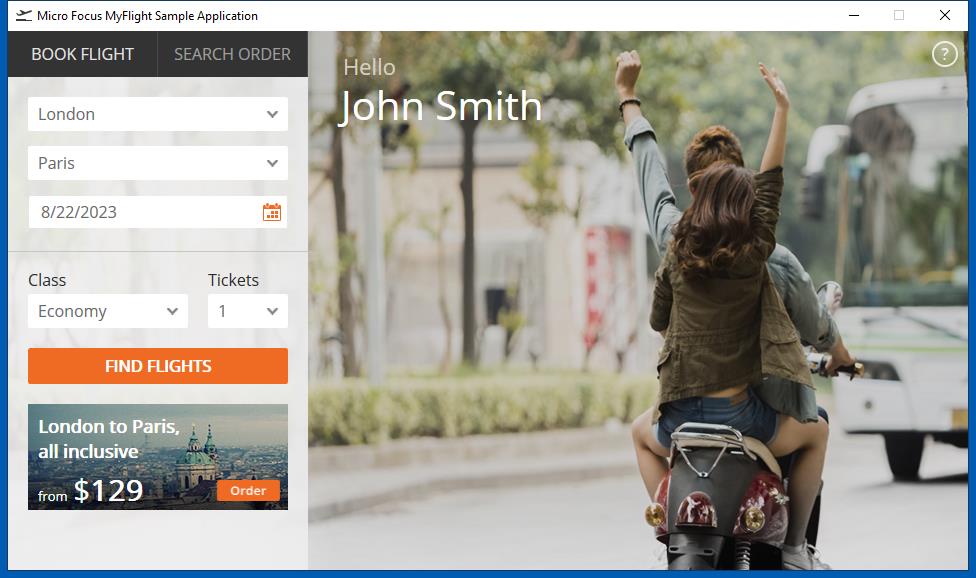 Micro Focus MyFlight Sample Application
BOOK FLIGHT
SEARCH ORDER
London
Paris
8/22/2023
Class
Tickets
Economy
1
FIND FLIGHTS
London to Paris,
all inclusive
from $129
Order
Hello
John Smith
?